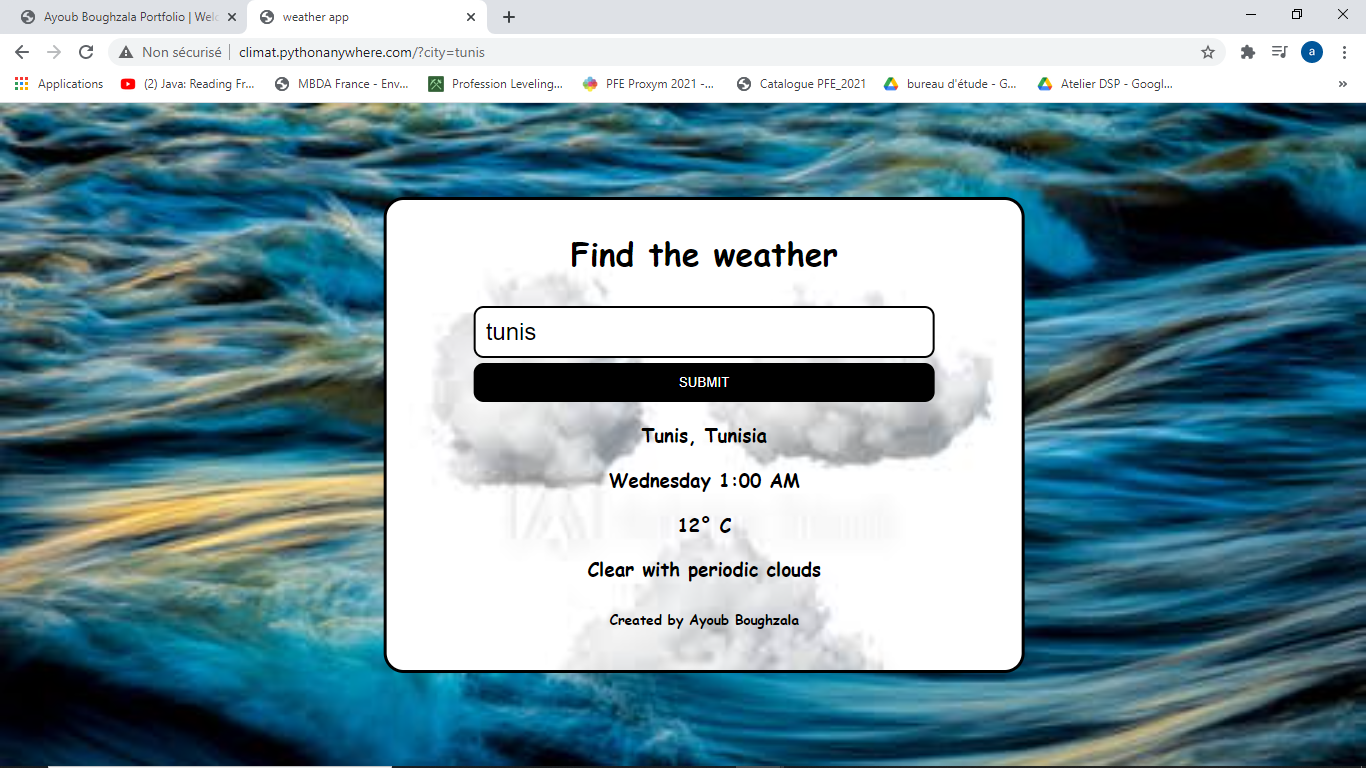 Ayoub Boughzala Portfolio | Welc
weather app
Non sécurisé
climat.pythonanywhere.com/?city=tunis
a
Applications
(2) Java: Reading Fr...
MBDA France - Env...
Profession Leveling...
PFE Proxym 2021 -...
Catalogue PFE_2021
bureau d'étude - G...
Atelier DSP - Googl...
»
Find the weather
tunis
SUBMIT
Tunis, Tunisia
Wednesday 1:00 AM
12° C
Clear with periodic clouds
Created by Ayoub Boughzala